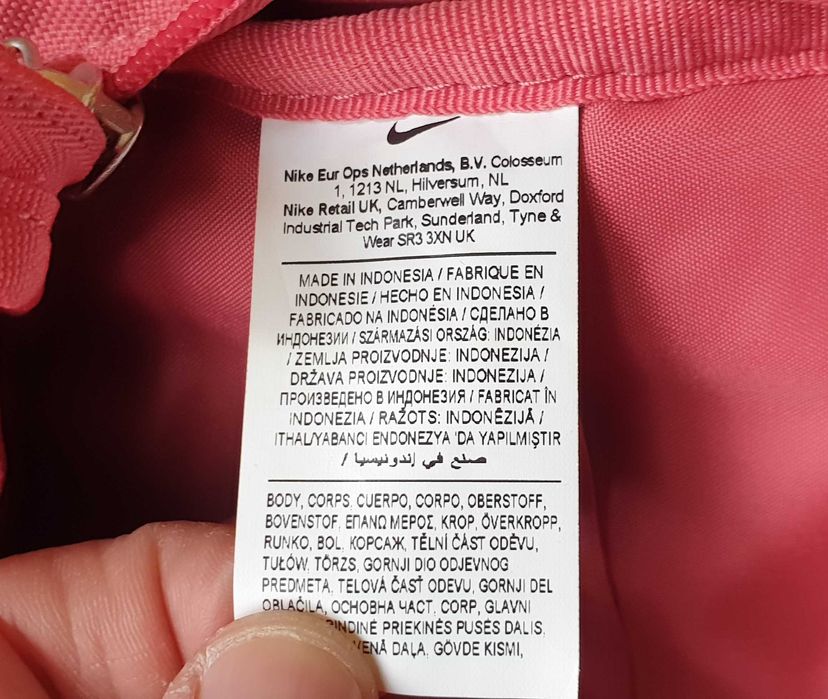 Nike Eur Ops Netherlands, B.V. Colosseum
1, 1213 NL, Hilversum, NL
Nike Retail UK, Camberwell Way, Doxford
Industrial Tech Park, Sunderland, Tyne &
Wear SR3 3XN UK
MADE IN INDONESIA / FABRIQUE EN
INDONESIE / HECHO EN INDONESIA /
FABRICADO NA INDONÉSIA / СДЕЛАНО В
ИНДОНЕЗИИ / SZÁRMAZÁSI ORSZÁG: INDONÉZIA
/ ZEMLJA PROIZVODNJE: INDONEZIJA /
DRŽAVA PROIZVODNJE: INDONEZIJA /
ПРОИЗВЕДЕНО В ИНДОНЕЗИЯ / FABRICAT ÎN
INDONEZIA / RAŽOTS: INDONĒZIJĀ /
ITHAL/YABANCI ENDONEZYA 'DA YAPILMIŞTIR
/ صنع في إندونيسيا
BODY, CORPS, CUERPO, CORPO, OBERSTOFF,
BOVENSTOF, ΕΠΑΝΩ ΜΕΡΟΣ, KROP, ÖVERKROPP,
RUNKO, BOL, КОРСАЖ, TĚLNÍ ČÁST ODĚVU,
TUŁÓW, TÖRZS, GORNJI DIO ODJEVNOG
PREDMETA, TELOVÁ ČASŤ ODEVU, GORNJI DEL
OBLAČILA, ОСНОВНА ЧАСТ, CORP, GLAVNI
PRIEKINĖS PUSĖS DALIS,
DAĻA, GÖVDE KISMI,